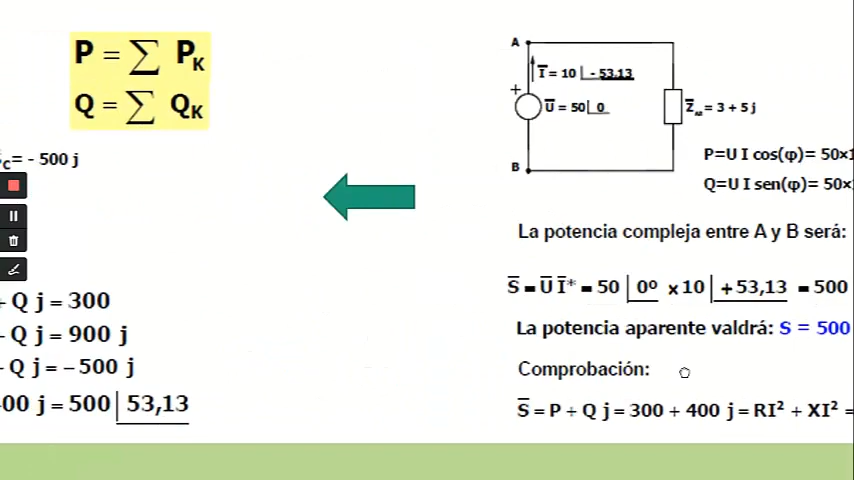 P = ∑ P_K
Q = ∑ Q_K
C= - 500 j
+ Q j = 300
- Q j = 900 j
- Q j = – 500 j
00 j = 500 53,13
A
I = 10 - 53,13
+
U = 50 0
Z = 3 + 5 j
B
P=U I cos(φ)= 50×1
Q=U I sen(φ)= 50×
La potencia compleja entre A y B será:
S = U I* = 50 0º × 10 + 53,13 = 500
La potencia aparente valdrá: S = 500
Comprobación:
S = P + Q j = 300 + 400 j = RI² + XI² =